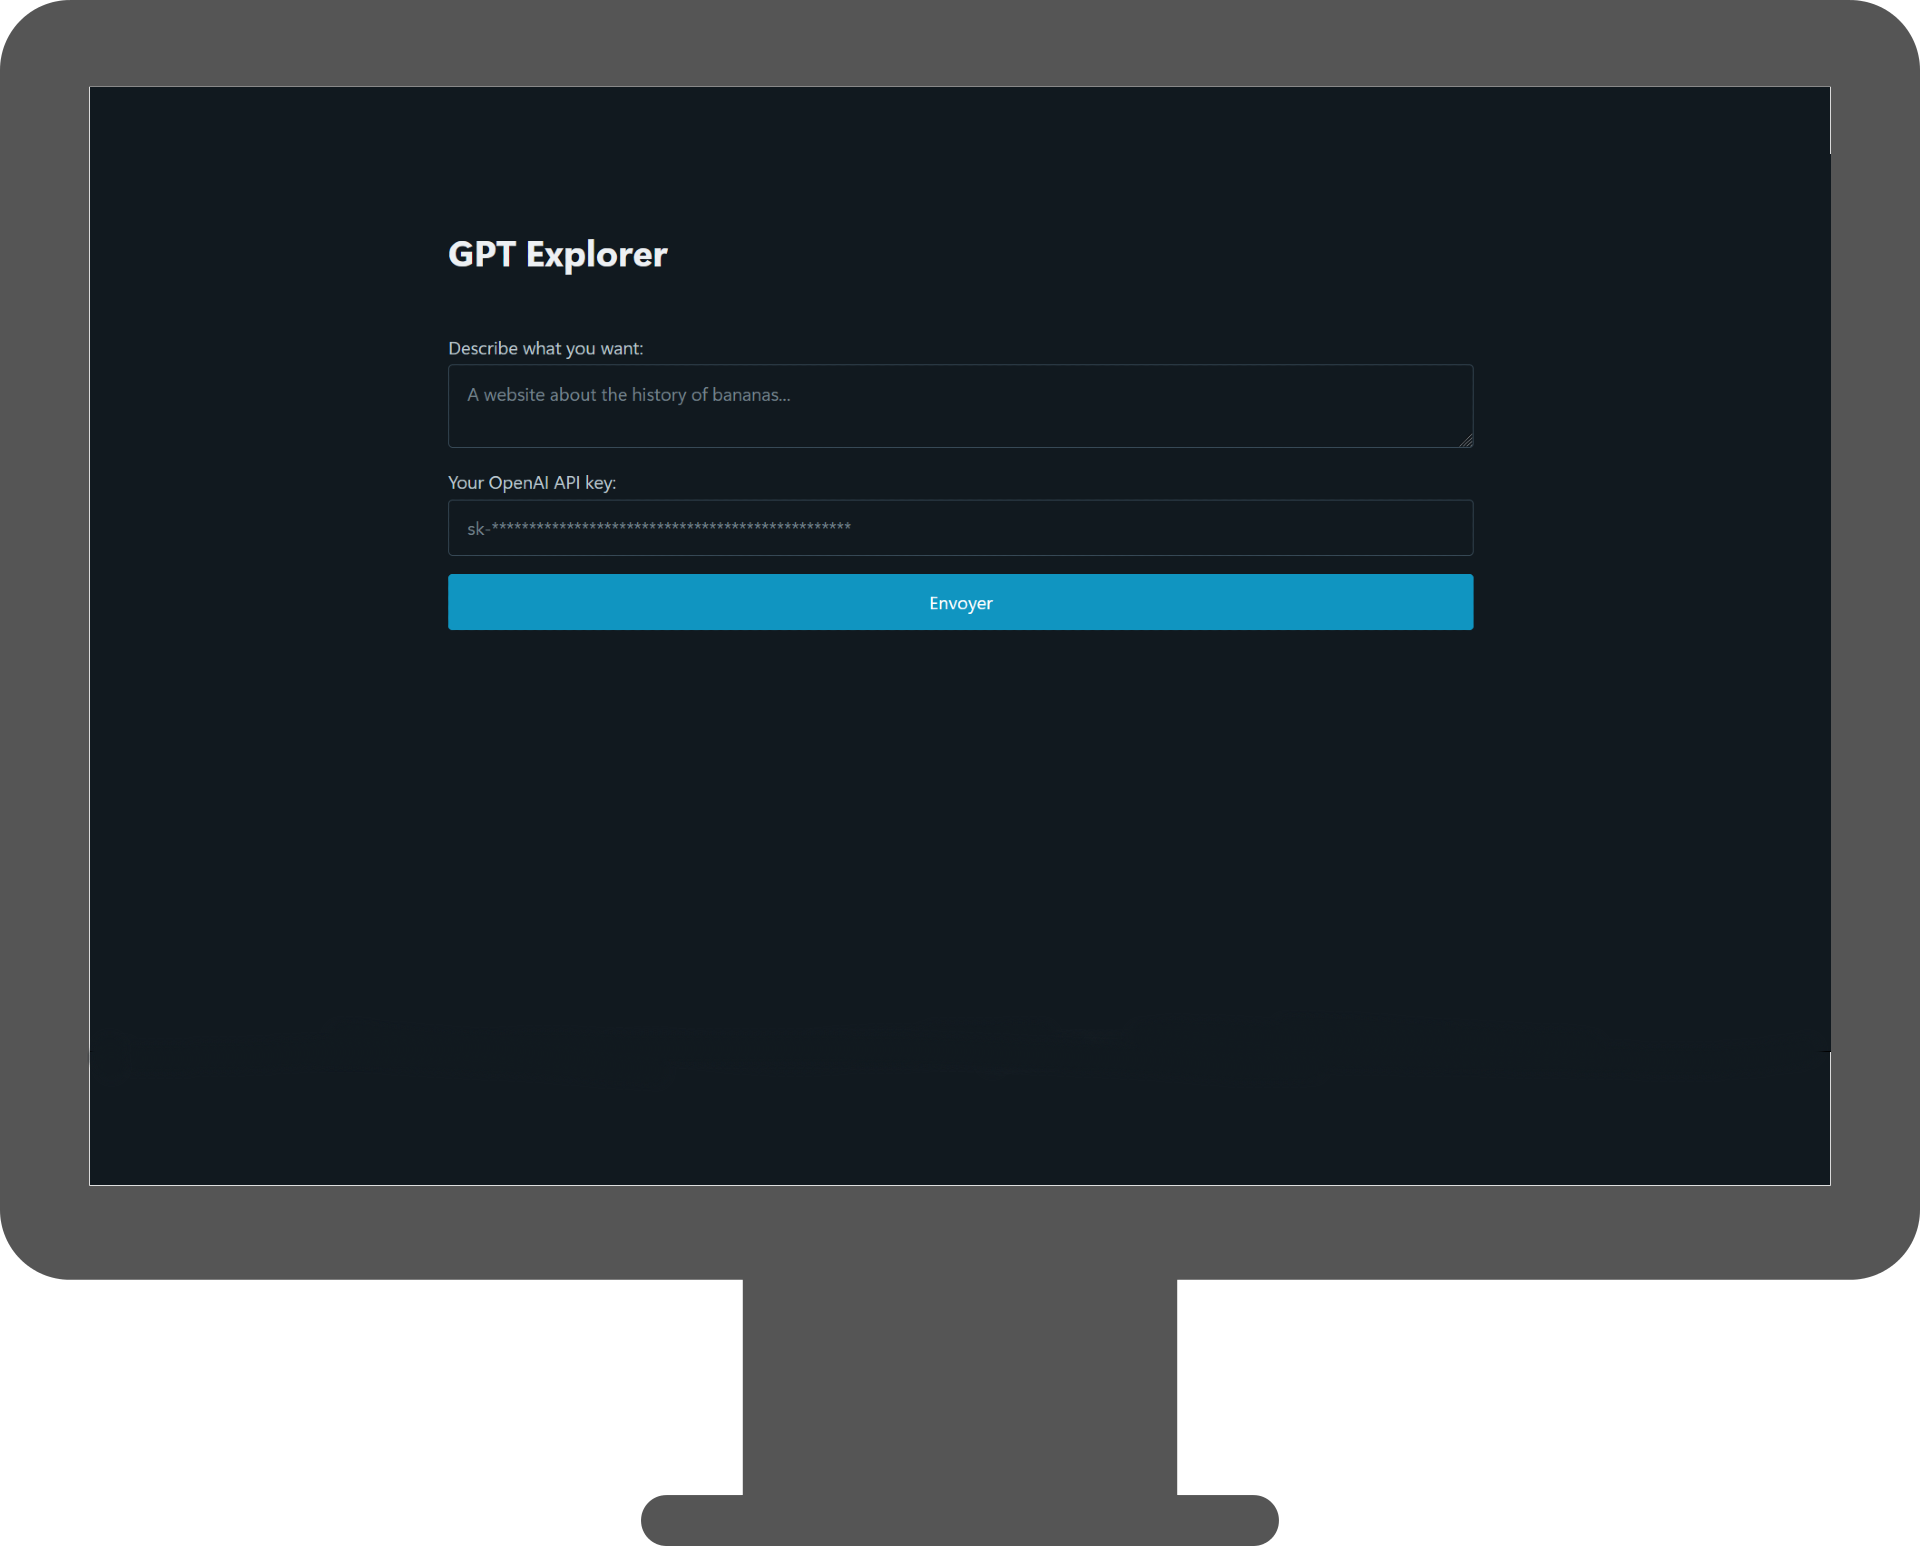 GPT Explorer
Describe what you want:
A website about the history of bananas...
Your OpenAI API key:
sk-************************************************
Envoyer